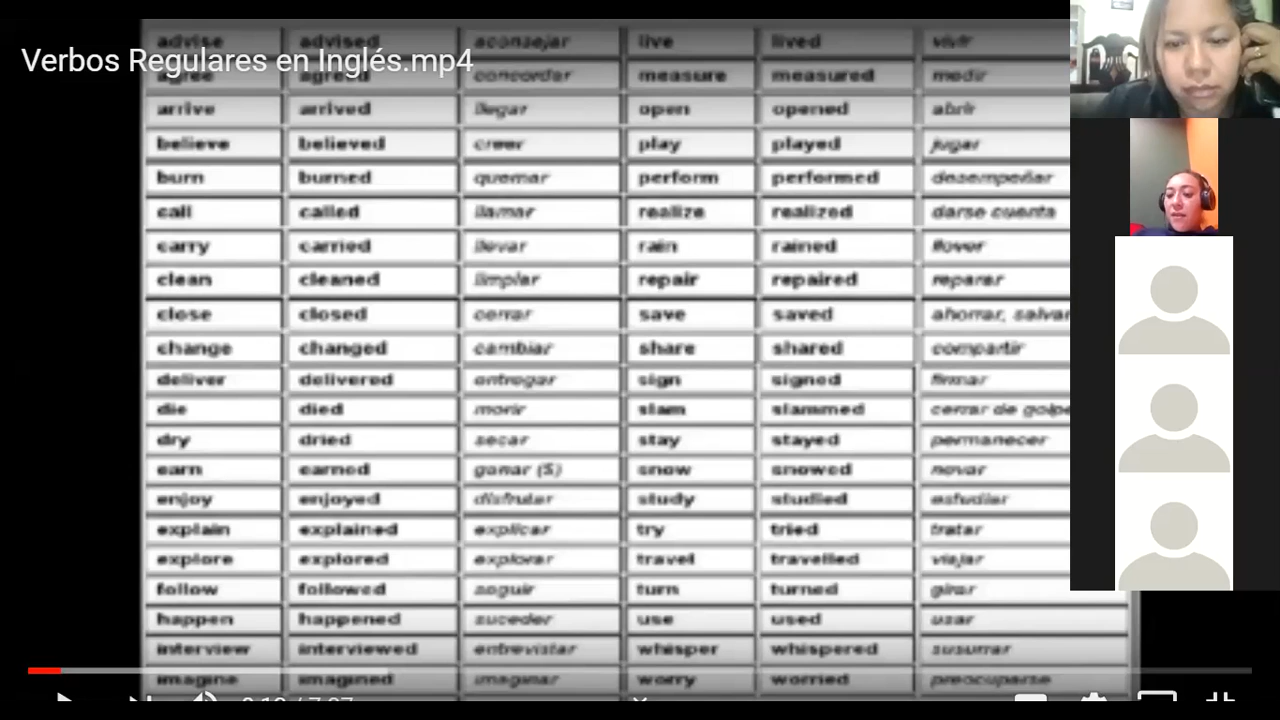 Verbos Regulares en Inglés.mp4
advise advised aconsejar live lived vivir
agree agreed concordar measure measured medir
arrive arrived llegar open opened abrir
believe believed creer play played jugar
burn burned quemar perform performed desempeñar
call called llamar realize realized darse cuenta
carry carried llevar rain rained llover
clean cleaned limpiar repair repaired reparar
close closed cerrar save saved ahorrar, salvar
change changed cambiar share shared compartir
deliver delivered entregar sign signed firmar
die died morir slam slammed cerrar de golpe
dry dried secar stay stayed permanecer
earn earned ganar ($) snow snowed nevar
enjoy enjoyed disfrutar study studied estudiar
explain explained explicar try tried tratar
explore explored explorar travel travelled viajar
follow followed seguir turn turned girar
happen happened suceder use used usar
interview interviewed entrevistar whisper whispered susurrar
imagine imagined imaginar worry worried preocuparse